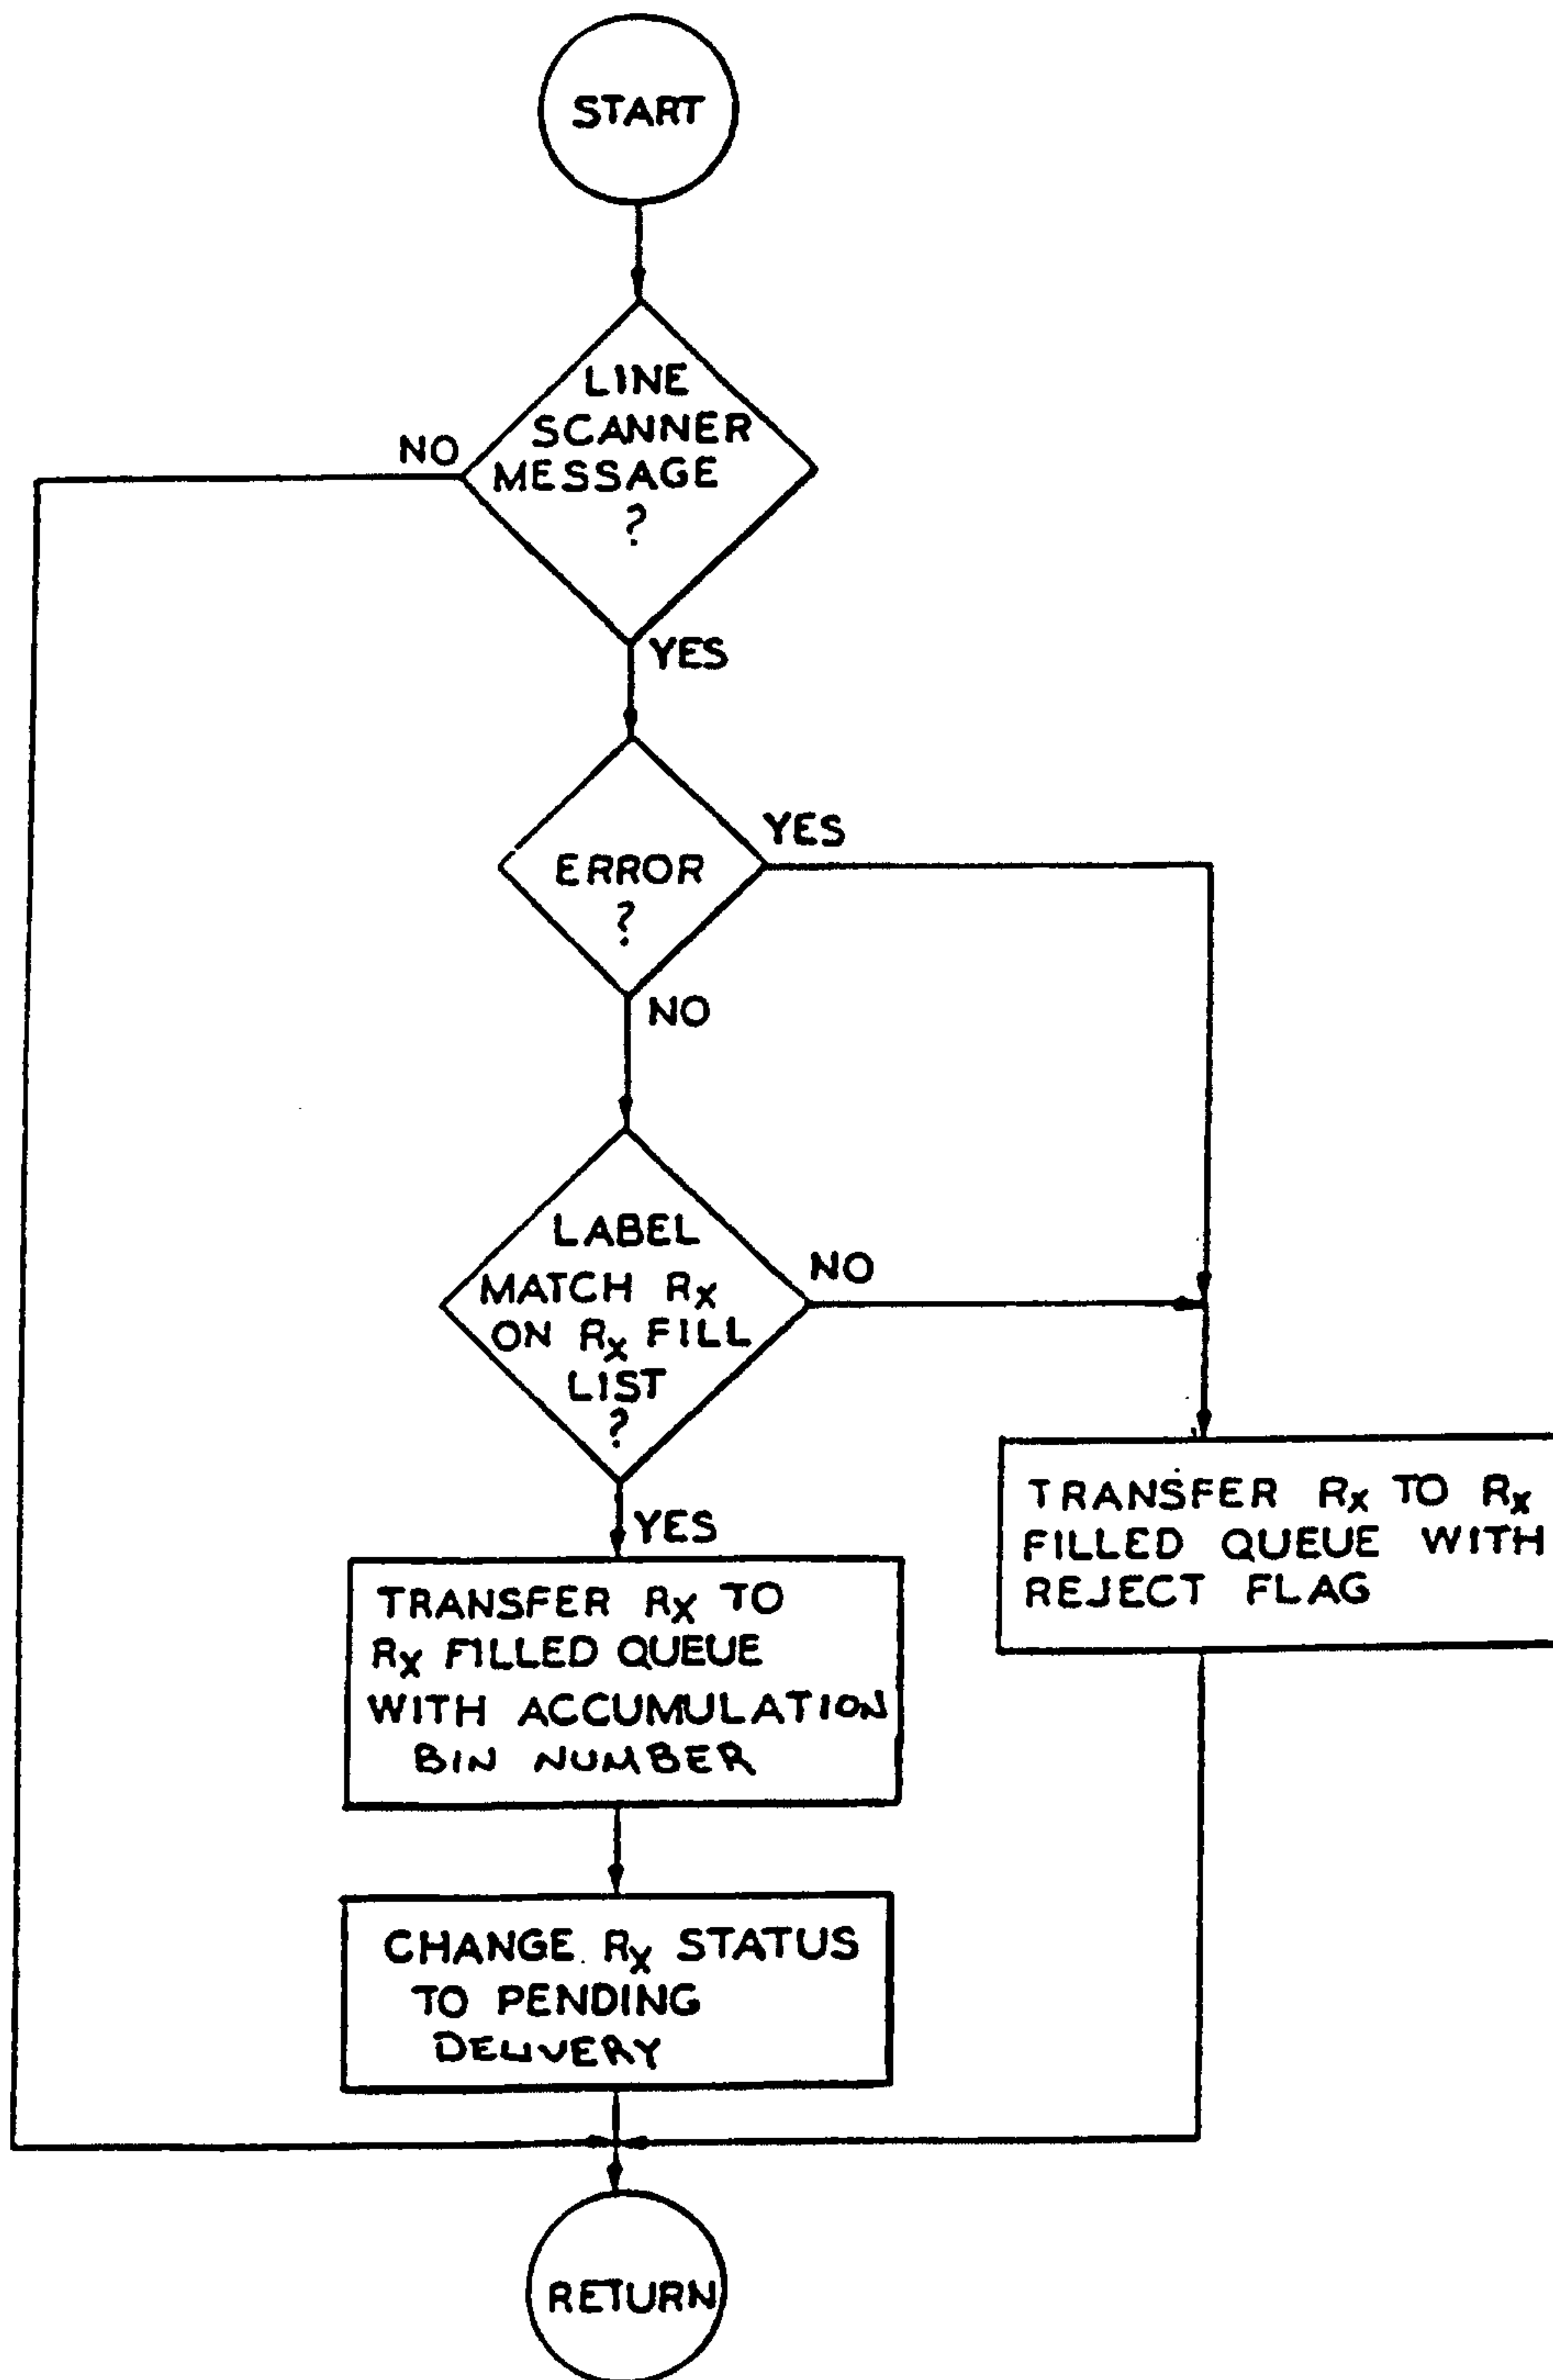 START
LINE
SCANNER
MESSAGE
?
NO
YES
ERROR
?
YES
NO
LABEL
MATCH Rx
ON Rx FILL
LIST
?
NO
YES
TRANSFER Rx TO Rx
FILLED QUEUE WITH
REJECT FLAG
TRANSFER Rx TO
Rx FILLED QUEUE
WITH ACCUMULATION
BIN NUMBER
CHANGE Rx STATUS
TO PENDING
DELIVERY
RETURN